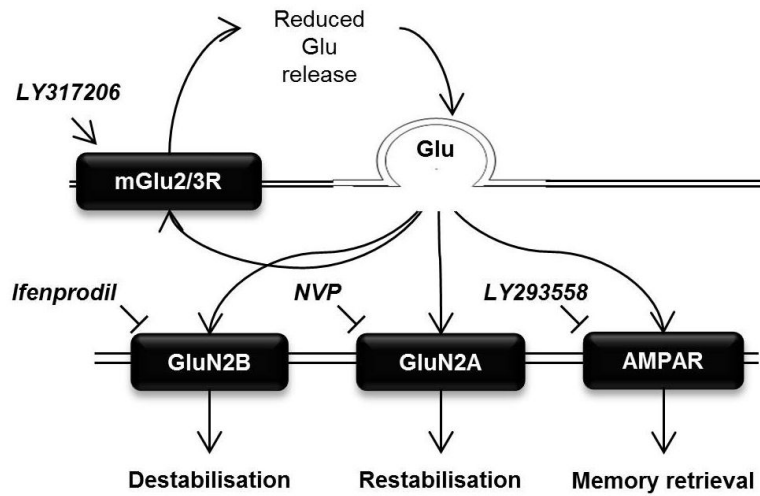 Reduced
Glu
release
LY317206
mGlu2/3R
Glu
Ifenprodil
NVP
LY293558
GluN2B
GluN2A
AMPAR
Destabilisation
Restabilisation
Memory retrieval